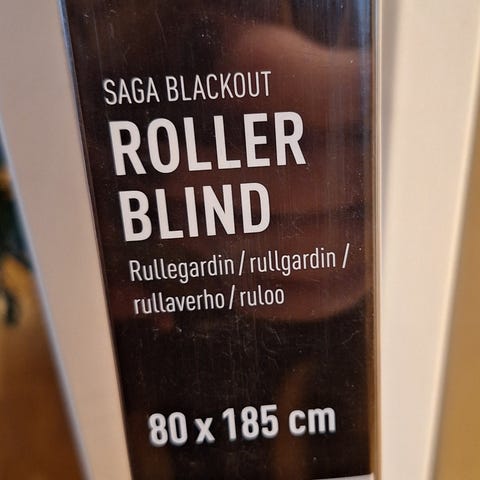 SAGA BLACKOUT
ROLLER
BLIND
Rullegardin / rullgardin /
rullaverho / ruloo
80 x 185 cm